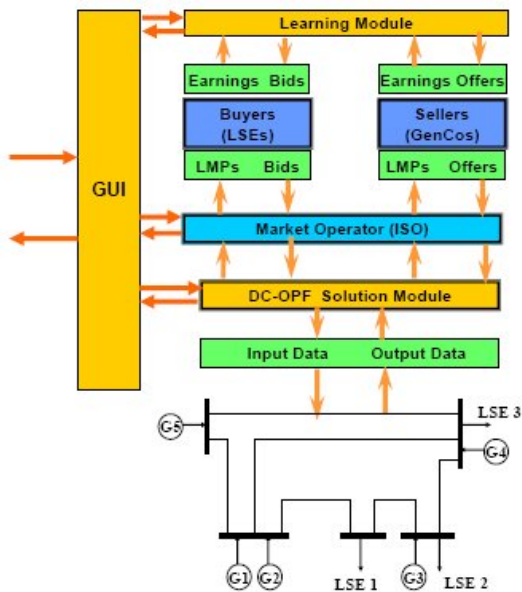 Learning Module
Earnings Bids
Earnings Offers
Buyers
(LSEs)
Sellers
(GenCos)
LMPs Bids
LMPs Offers
GUI
Market Operator (ISO)
DC-OPF Solution Module
Input Data Output Data
G5
LSE 3
G4
G1
G2
LSE 1
G3
LSE 2